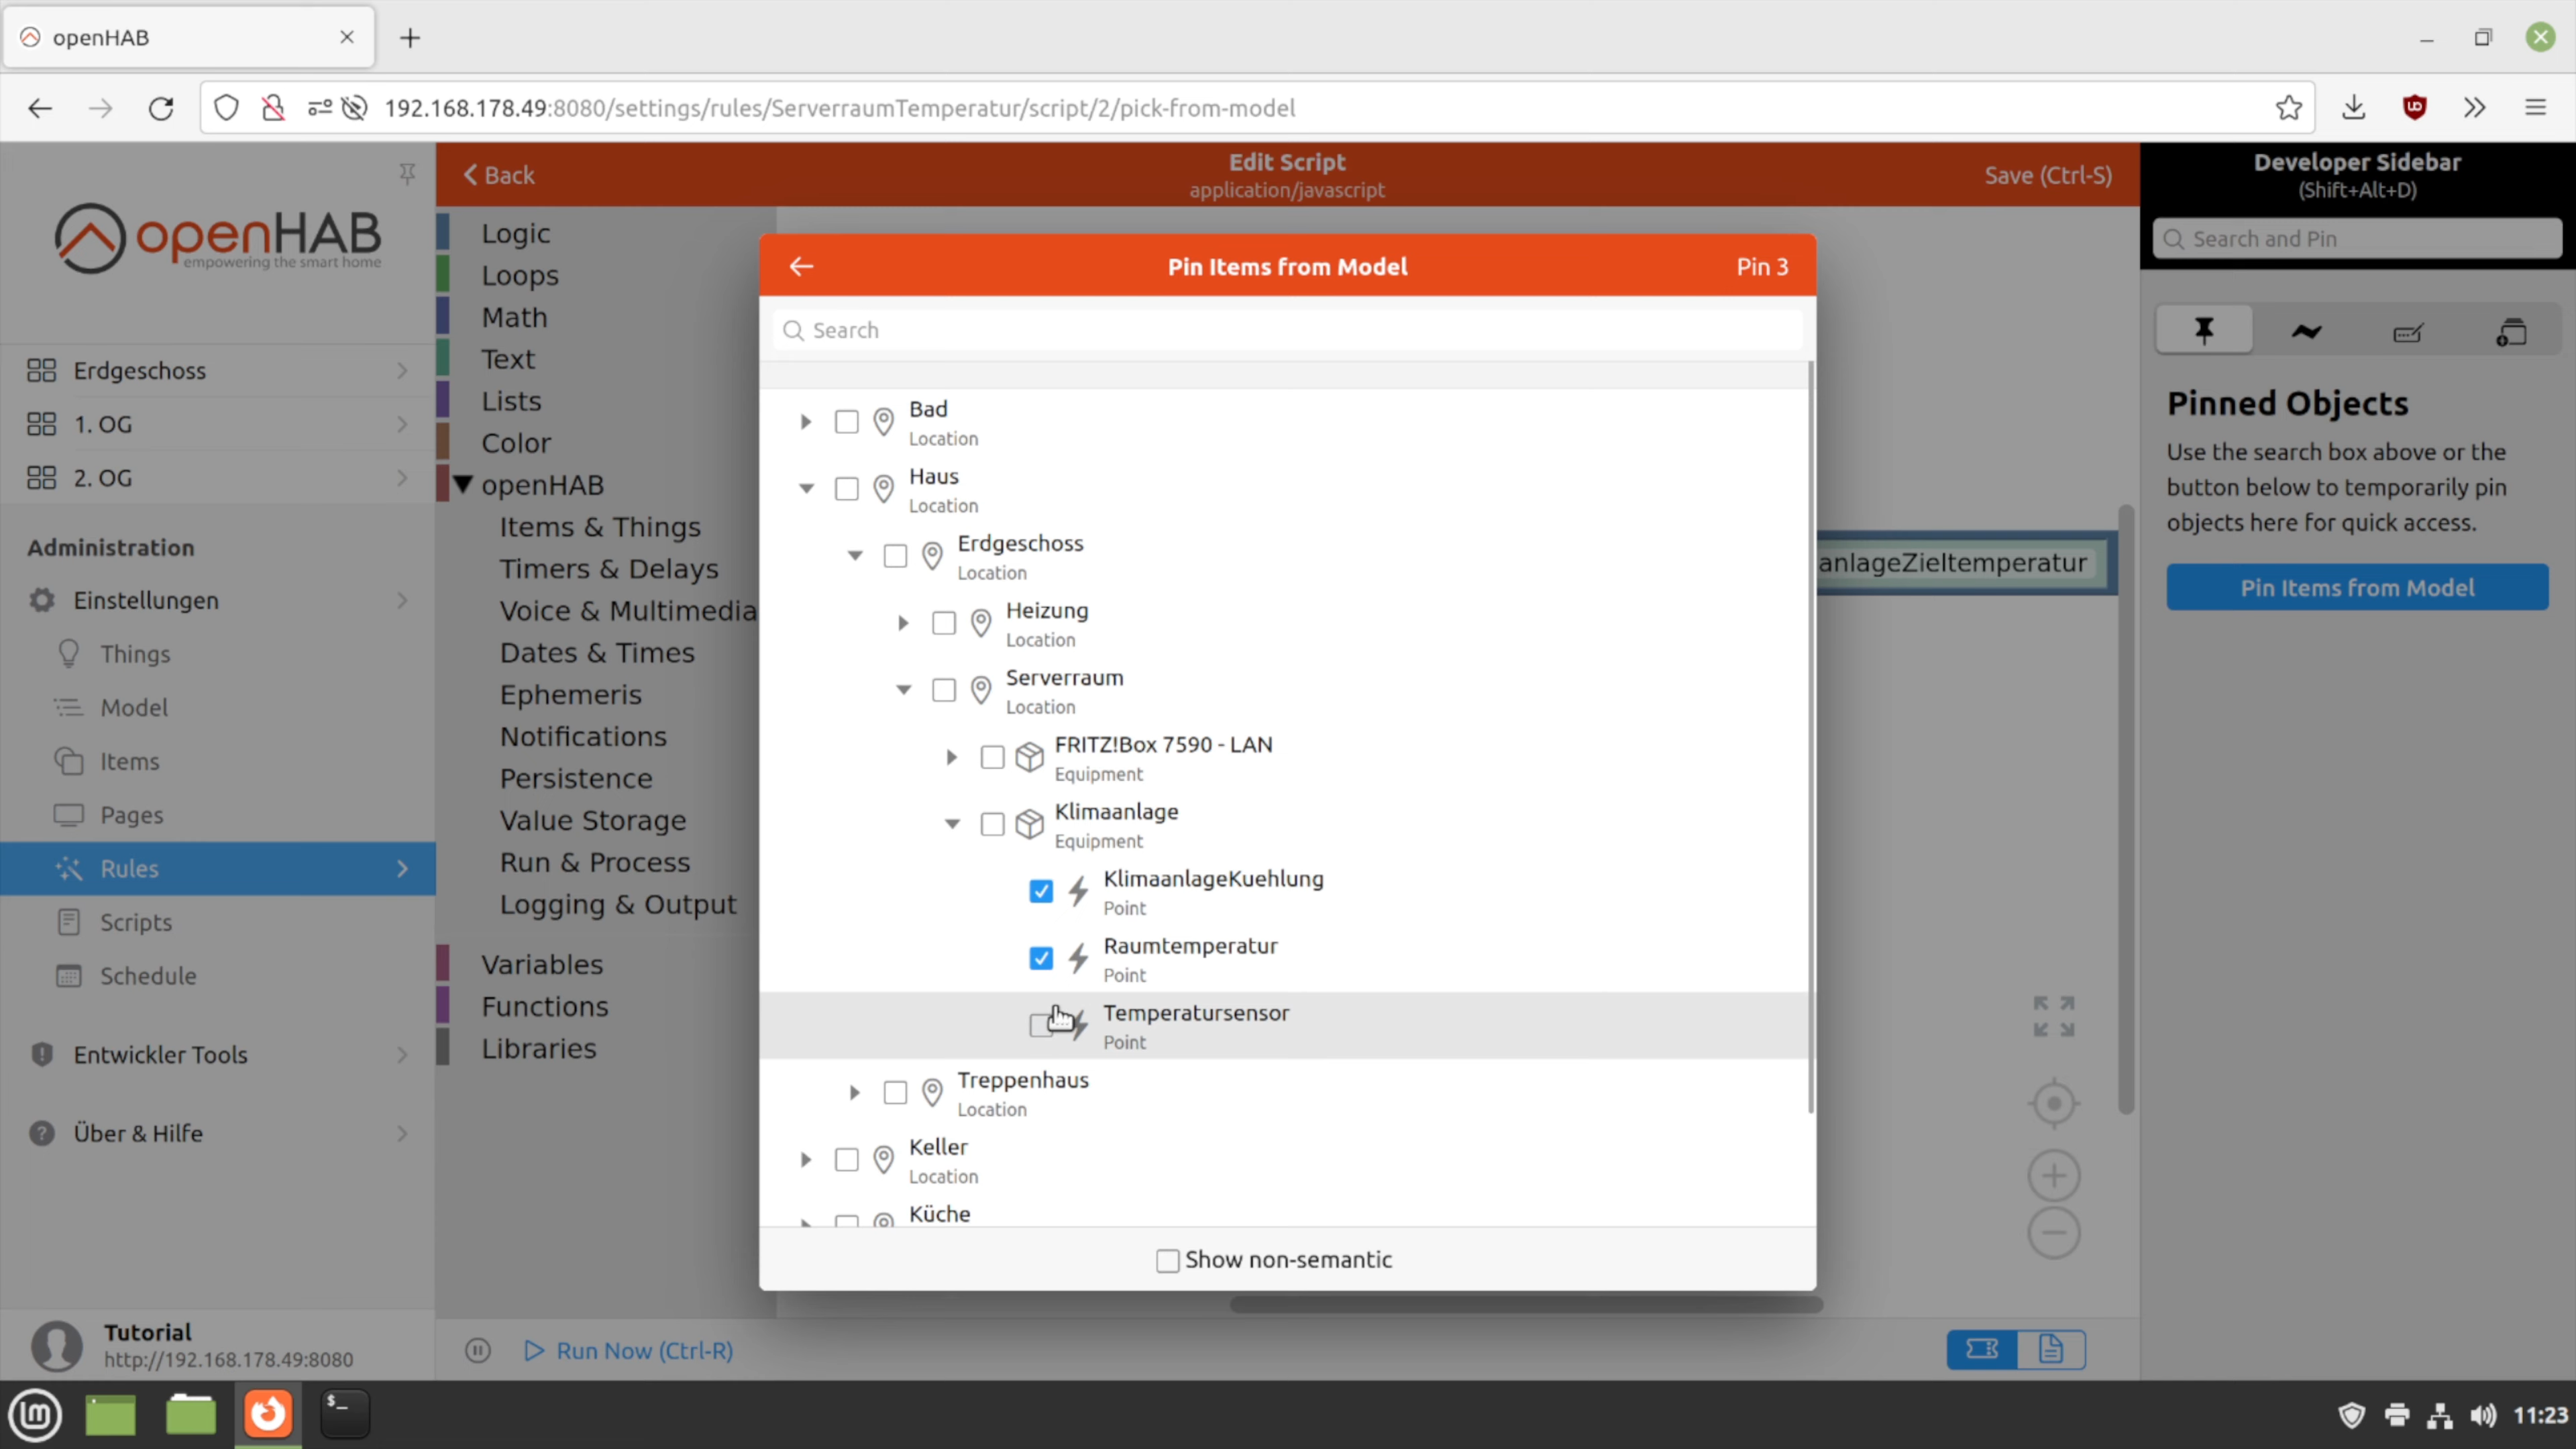 openHAB
192.168.178.49:8080/settings/rules/ServerraumTemperatur/script/2/pick-from-model
openHAB
empowering the smart home
Erdgeschoss
1. OG
2. OG
Administration
Einstellungen
Things
Model
Items
Pages
Rules
Scripts
Schedule
Entwickler Tools
Über & Hilfe
Tutorial
http://192.168.178.49:8080
Back
Edit Script
application/javascript
Save (Ctrl-S)
Logic
Loops
Math
Text
Lists
Color
openHAB
Items & Things
Timers & Delays
Voice & Multimedia
Dates & Times
Ephemeris
Notifications
Persistence
Value Storage
Run & Process
Logging & Output
Variables
Functions
Libraries
Pin Items from Model
Pin 3
Search
Bad
Location
Haus
Location
Erdgeschoss
Location
Heizung
Location
Serverraum
Location
FRITZ!Box 7590 - LAN
Equipment
Klimaanlage
Equipment
KlimaanlageKuehlung
Point
Raumtemperatur
Point
Temperatursensor
Point
Treppenhaus
Location
Keller
Location
Küche
Show non-semantic
anlageZieltemperatur
Run Now (Ctrl-R)
Developer Sidebar
(Shift+Alt+D)
Search and Pin
Pinned Objects
Use the search box above or the
button below to temporarily pin
objects here for quick access.
Pin Items from Model
11:23